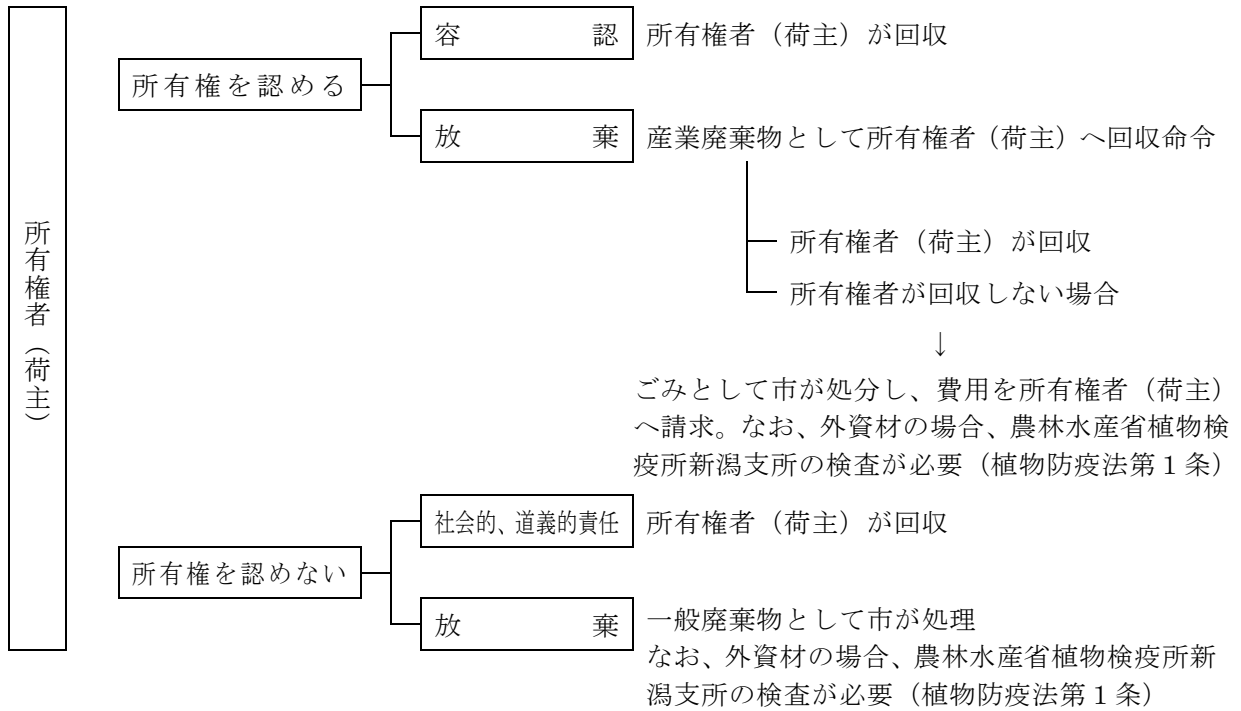 所有権者（荷主）
所有権を認める
容認
所有権者（荷主）が回収
放棄
産業廃棄物として所有権者（荷主）へ回収命令
所有権者（荷主）が回収
所有権者が回収しない場合
↓
ごみとして市が処分し、費用を所有権者（荷主）
へ請求。なお、外資材の場合、農林水産省植物検
疫所新潟支所の検査が必要（植物防疫法第１条）
所有権を認めない
社会的、道義的責任
所有権者（荷主）が回収
放棄
一般廃棄物として市が処理
なお、外資材の場合、農林水産省植物検疫所新
潟支所の検査が必要（植物防疫法第１条）